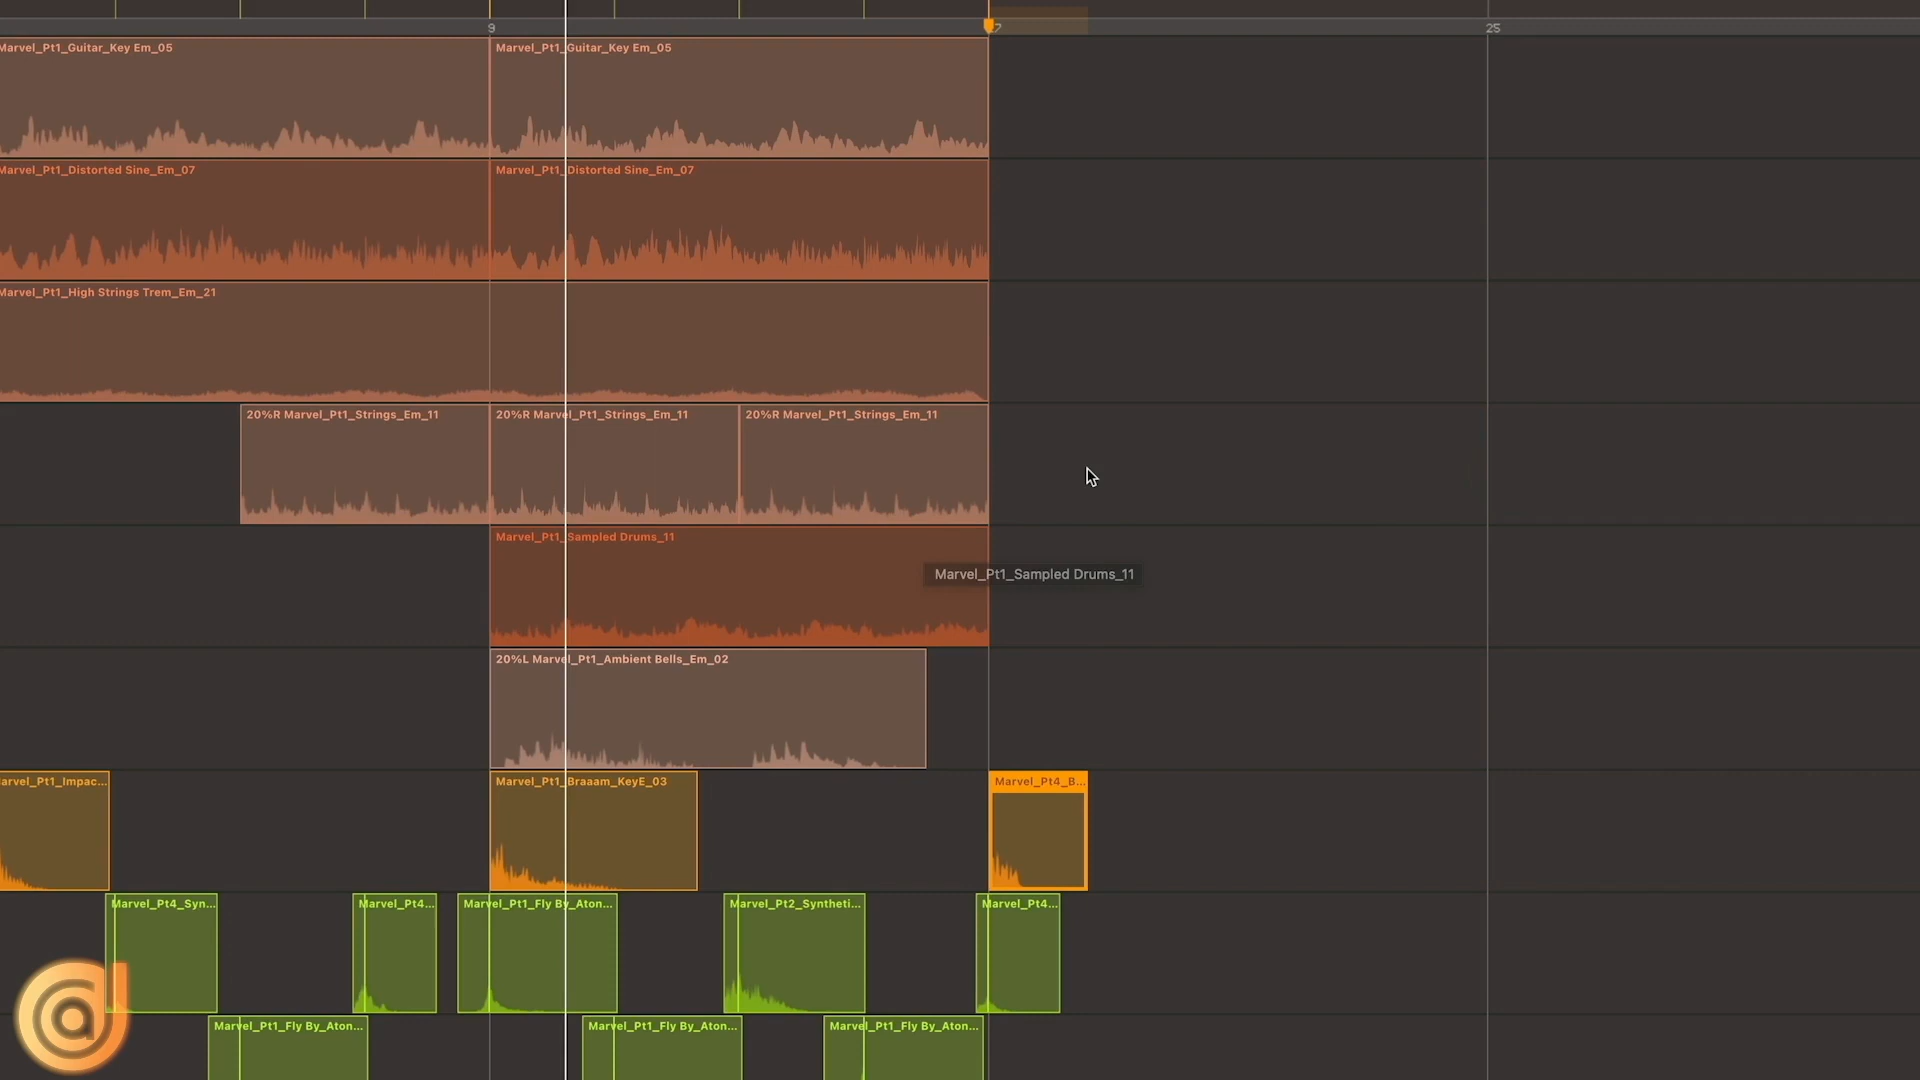 9 7 25
Marvel_Pt1_Guitar_Key Em_05 Marvel_Pt1_Guitar_Key Em_05
Marvel_Pt1_Distorted Sine_Em_07 Marvel_Pt1_Distorted Sine_Em_07
Marvel_Pt1_High Strings Trem_Em_21
20%R Marvel_Pt1_Strings_Em_11 20%R Marvel_Pt1_Strings_Em_11 20%R Marvel_Pt1_Strings_Em_11
Marvel_Pt1_Sampled Drums_11
Marvel_Pt1_Sampled Drums_11
20%L Marvel_Pt1_Ambient Bells_Em_02
arvel_Pt1_Impac... Marvel_Pt1_Braaam_KeyE_03 Marvel_Pt4_B...
Marvel_Pt4_Syn... Marvel_Pt4... Marvel_Pt1_Fly By_Aton... Marvel_Pt2_Syntheti... Marvel_Pt4...
Marvel_Pt1_Fly By_Aton... Marvel_Pt1_Fly By_Aton... Marvel_Pt1_Fly By_Aton...